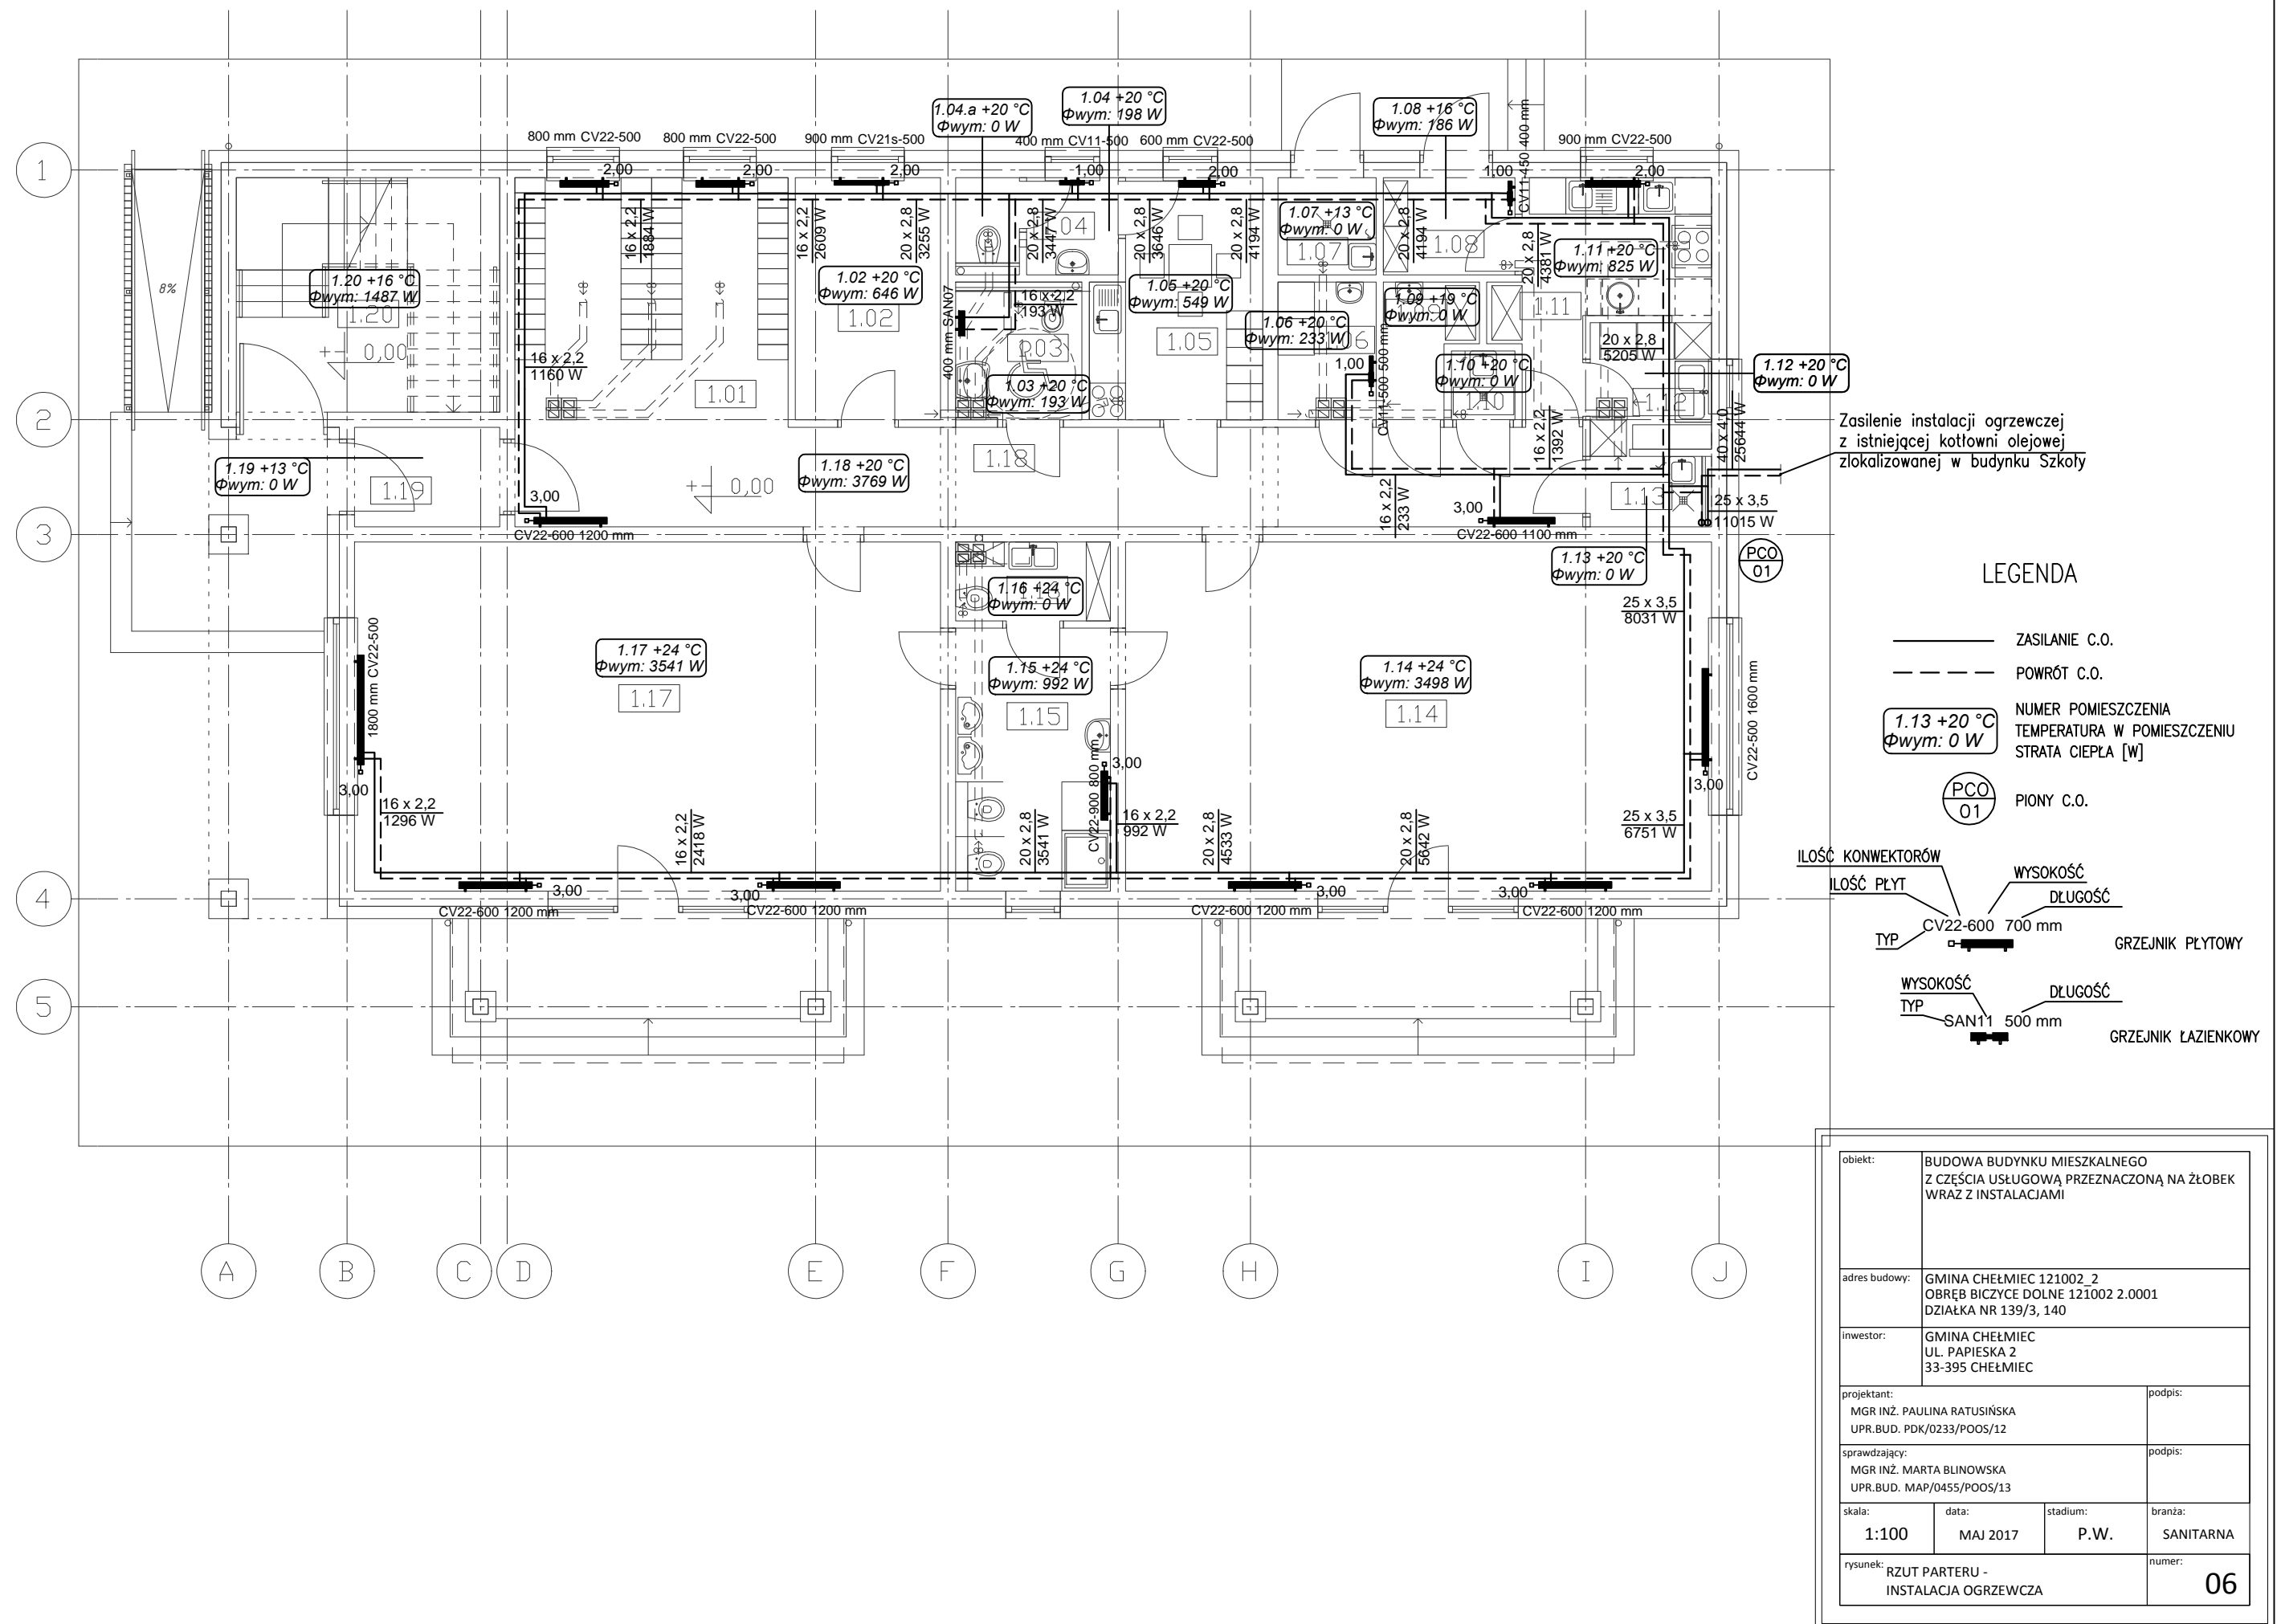 1.04.a +20 °C
Φwym: 0 W
1.04 +20 °C
Φwym: 198 W
1.08 +16 °C
Φwym: 186 W
800 mm CV22-500
800 mm CV22-500
900 mm CV21s-500
400 mm CV11-500
600 mm CV22-500
CV11-450 400 mm
900 mm CV22-500
1
2,00
2,00
2,00
1,00
2,00
1,00
2,00
16 x 2,2
1884 W
16 x 2,2
2609 W
20 x 2,8
3255 W
20 x 2,8
3447 W
20 x 2,8
3646 W
20 x 2,8
4194 W
20 x 2,8
4194 W
20 x 2,8
4381 W
04
1.07 +13 °C
Φwym: 0 W
1.07
1.08
1.11 +20 °C
Φwym: 825 W
1.11
8%
1.20 +16 °C
Φwym: 1487 W
1.20
0,00
1.02 +20 °C
Φwym: 646 W
1.02
400 mm SAN07
16 x 2,2
193 W
1.03
1.03 +20 °C
Φwym: 193 W
1.05 +20 °C
Φwym: 549 W
1.05
1.06 +20 °C
Φwym: 233 W
1.09 +19 °C
Φwym: 0 W
1.10 +20 °C
Φwym: 0 W
1.10
20 x 2,8
5205 W
1.12 +20 °C
Φwym: 0 W
1.12
16 x 2,2
1160 W
1.01
1,00
CV11-500 500 mm
2
16 x 2,2
1392 W
40 x 4,0
25644 W
Zasilenie instalacji ogrzewczej
z istniejącej kotłowni olejowej
zlokalizowanej w budynku Szkoły
1.19 +13 °C
Φwym: 0 W
1.19
1.18 +20 °C
Φwym: 3769 W
1.18
0,00
3,00
CV22-600 1200 mm
16 x 2,2
233 W
3,00
CV22-600 1100 mm
1.13
25 x 3,5
11015 W
3
1.13 +20 °C
Φwym: 0 W
PCO
01
1.16 +24 °C
Φwym: 0 W
25 x 3,5
8031 W
1.17 +24 °C
Φwym: 3541 W
1.17
1800 mm CV22-500
3,00
16 x 2,2
1296 W
1.15 +24 °C
Φwym: 992 W
1.15
1.14 +24 °C
Φwym: 3498 W
1.14
CV22-500 1600 mm
3,00
CV22-900 800 mm
3,00
16 x 2,2
992 W
16 x 2,2
2418 W
20 x 2,8
3541 W
20 x 2,8
4533 W
20 x 2,8
5642 W
25 x 3,5
6751 W
4
3,00
3,00
3,00
3,00
CV22-600 1200 mm
CV22-600 1200 mm
CV22-600 1200 mm
CV22-600 1200 mm
5
A
B
C
D
E
F
G
H
I
J
LEGENDA
ZASILANIE C.O.
POWRÓT C.O.
1.13 +20 °C
Φwym: 0 W
NUMER POMIESZCZENIA
TEMPERATURA W POMIESZCZENIU
STRATA CIEPŁA [W]
PCO
01
PIONY C.O.
ILOŚĆ KONWEKTORÓW
ILOŚĆ PŁYT
WYSOKOŚĆ
DŁUGOŚĆ
TYP
CV22-600 700 mm
GRZEJNIK PŁYTOWY
WYSOKOŚĆ
TYP
DŁUGOŚĆ
SAN11 500 mm
GRZEJNIK ŁAZIENKOWY
obiekt:
BUDOWA BUDYNKU MIESZKALNEGO
Z CZĘŚCIA USŁUGOWĄ PRZEZNACZONĄ NA ŻŁOBEK
WRAZ Z INSTALACJAMI
adres budowy:
GMINA CHEŁMIEC 121002_2
OBRĘB BICZYCE DOLNE 121002 2.0001
DZIAŁKA NR 139/3, 140
inwestor:
GMINA CHEŁMIEC
UL. PAPIESKA 2
33-395 CHEŁMIEC
projektant:
MGR INŻ. PAULINA RATUSIŃSKA
UPR.BUD. PDK/0233/POOS/12
podpis:
sprawdzający:
MGR INŻ. MARTA BLINOWSKA
UPR.BUD. MAP/0455/POOS/13
podpis:
skala:
1:100
data:
MAJ 2017
stadium:
P.W.
branża:
SANITARNA
rysunek: RZUT PARTERU -
INSTALACJA OGRZEWCZA
numer:
06